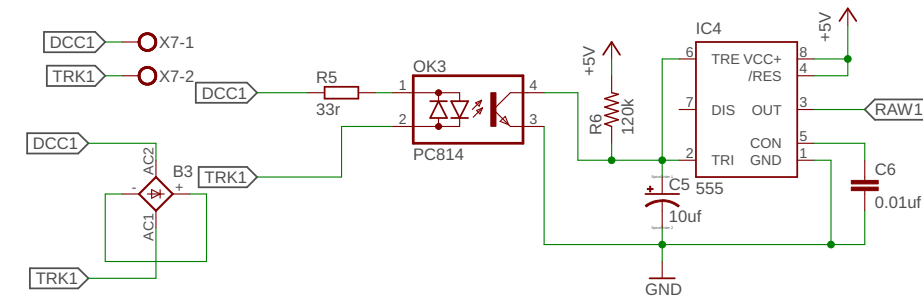 DCC1
X7-1
TRK1
X7-2
DCC1
R5
33r
OK3
1
2
4
3
PC814
TRK1
DCC1
AC2
B3
-
+
AC1
TRK1
+5V
R6
120k
IC4
6
TRE
VCC+
8
/RES
4
7
DIS
OUT
3
CON
5
2
TRI
GND
1
555
+5V
RAW1
+
C5
10uf
C6
0.01uf
GND